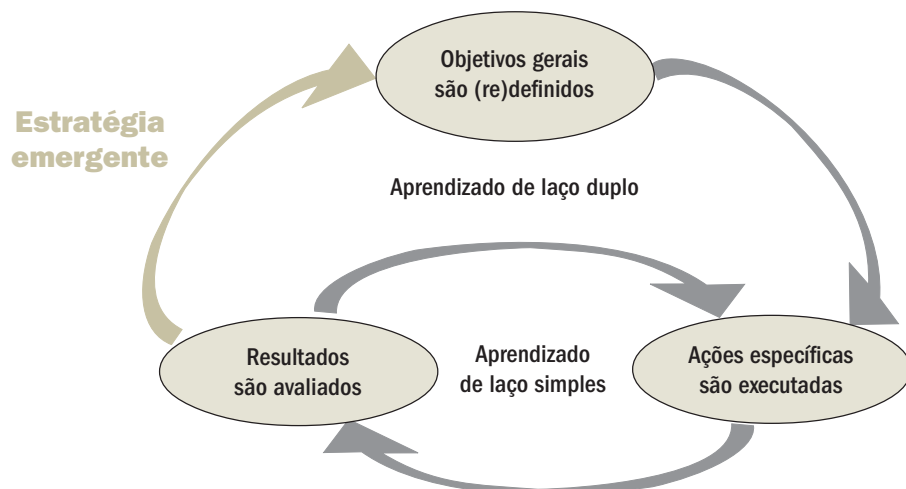 Objetivos gerais
são (re)definidos
Estratégia
emergente
Aprendizado de laço duplo
Resultados
são avaliados
Aprendizado
de laço simples
Ações específicas
são executadas